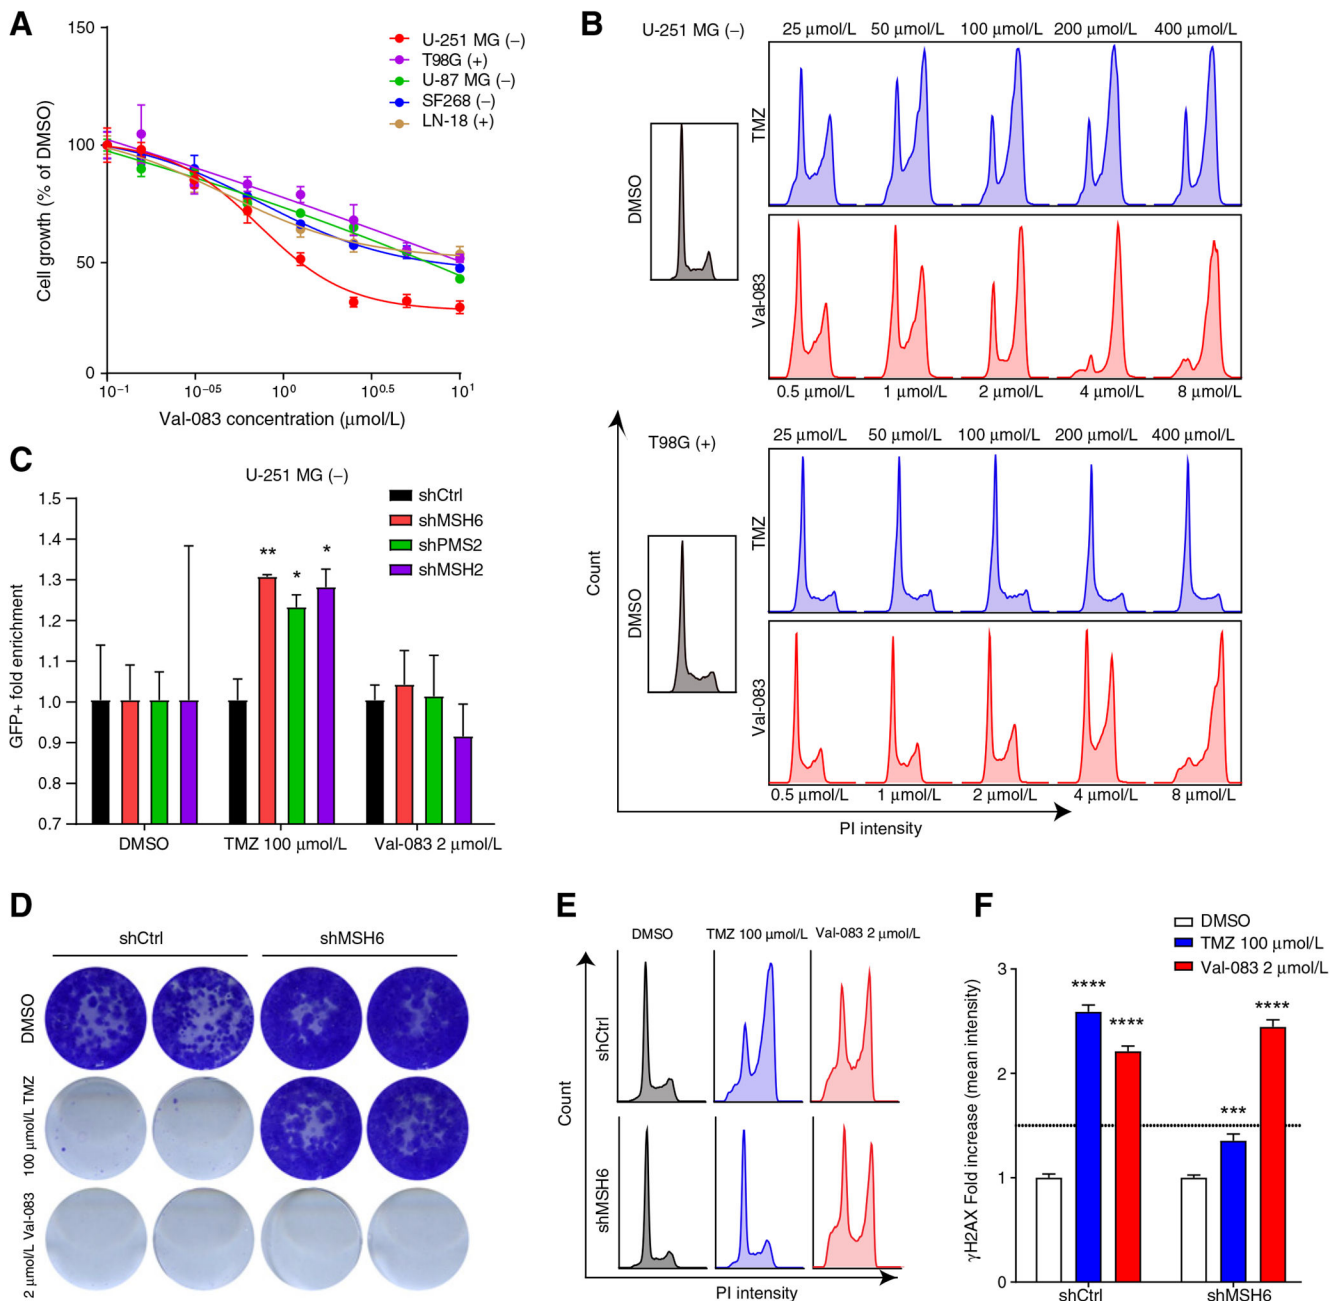 A
150
100
50
0
Cell growth (% of DMSO)
U-251 MG (–)
T98G (+)
U-87 MG (–)
SF268 (–)
LN-18 (+)
10⁻¹
10⁻⁰⁵
10⁰
10⁰·⁵
10¹
Val-083 concentration (μmol/L)
B
U-251 MG (–)
25 μmol/L
50 μmol/L
100 μmol/L
200 μmol/L
400 μmol/L
DMSO
TMZ
Val-083
0.5 μmol/L
1 μmol/L
2 μmol/L
4 μmol/L
8 μmol/L
T98G (+)
25 μmol/L
50 μmol/L
100 μmol/L
200 μmol/L
400 μmol/L
Count
DMSO
TMZ
Val-083
0.5 μmol/L
1 μmol/L
2 μmol/L
4 μmol/L
8 μmol/L
PI intensity
C
U-251 MG (–)
1.5
1.4
1.3
1.2
1.1
1.0
0.9
0.8
0.7
GFP+ fold enrichment
shCtrl
shMSH6
shPMS2
shMSH2
**
*
*
DMSO
TMZ 100 μmol/L
Val-083 2 μmol/L
D
shCtrl
shMSH6
DMSO
100 μmol/L TMZ
2 μmol/L Val-083
E
DMSO
TMZ 100 μmol/L
Val-083 2 μmol/L
Count
shCtrl
shMSH6
PI intensity
F
DMSO
TMZ 100 μmol/L
Val-083 2 μmol/L
γH2AX Fold increase (mean intensity)
3
2
1
0
****
****
***
****
shCtrl
shMSH6